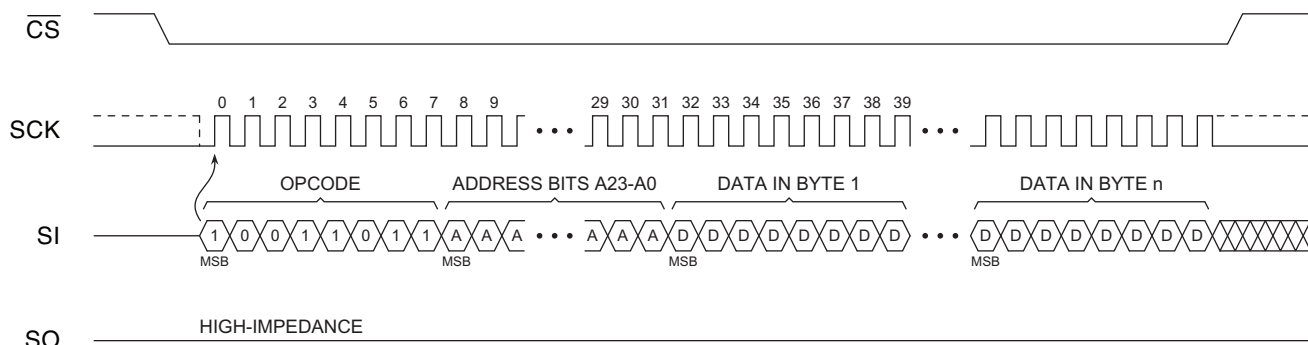 CS
0 1 2 3 4 5 6 7 8 9 29 30 31 32 33 34 35 36 37 38 39
SCK
OPCODE ADDRESS BITS A23-A0 DATA IN BYTE 1 DATA IN BYTE n
SI 1 0 0 1 1 0 1 1 A A A A A A D D D D D D D D D D D D D D D D
MSB MSB MSB MSB
HIGH-IMPEDANCE
SO